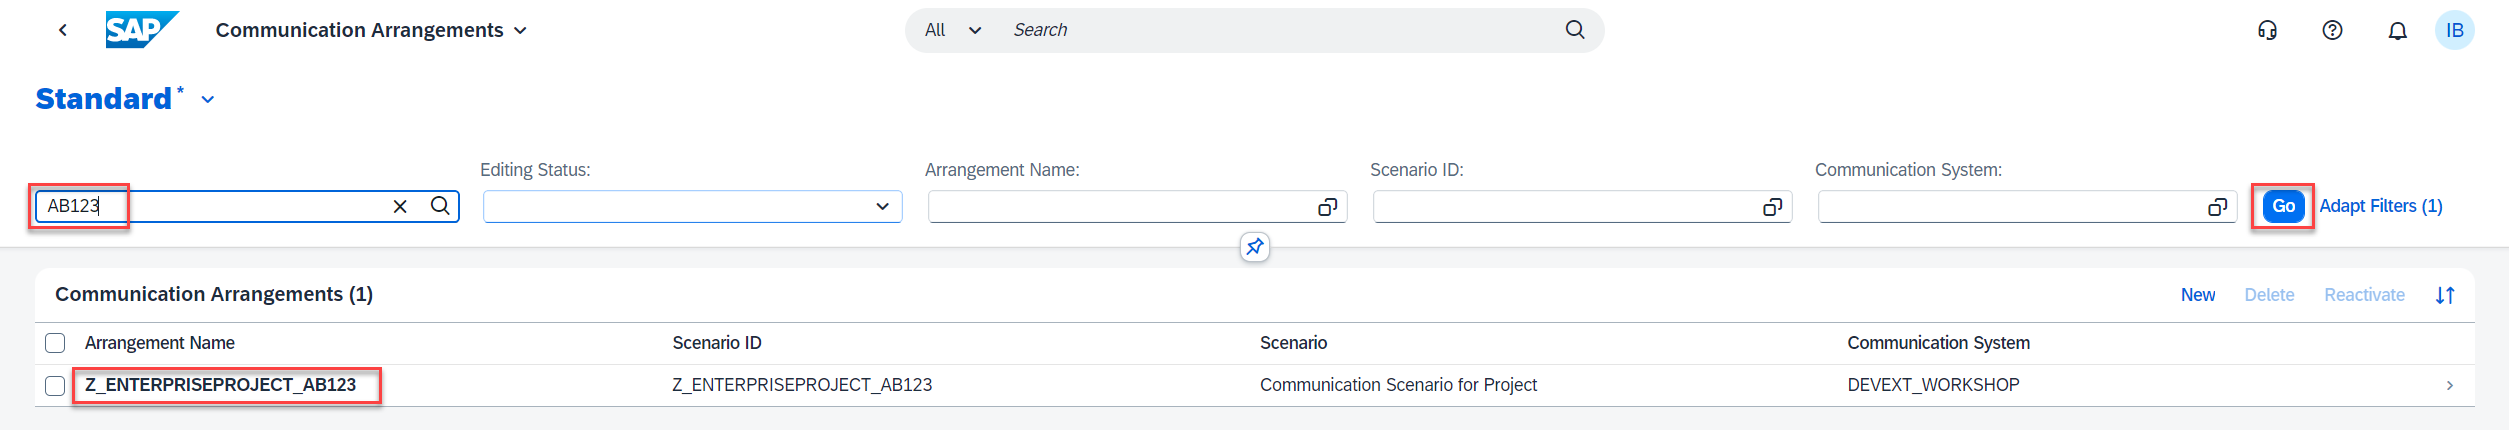 SAP Communication Arrangements All Search IB
Standard *
Editing Status: Arrangement Name: Scenario ID: Communication System:
AB123 Go Adapt Filters (1)
Communication Arrangements (1) New Delete Reactivate
Arrangement Name Scenario ID Scenario Communication System
Z_ENTERPRISEPROJECT_AB123 Z_ENTERPRISEPROJECT_AB123 Communication Scenario for Project DEVEXT_WORKSHOP